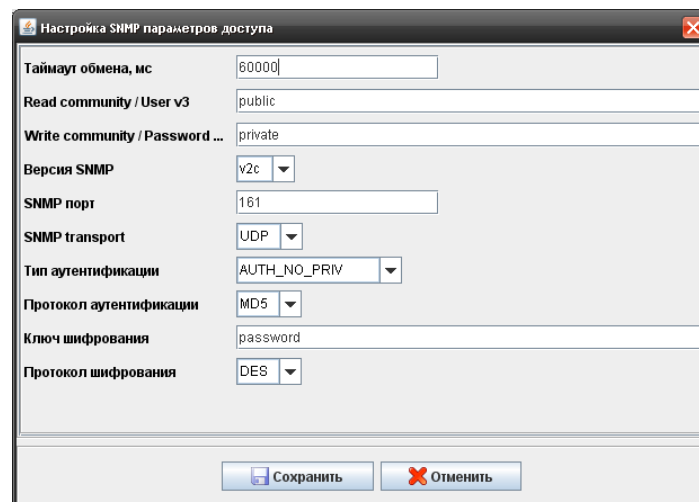 Настройка SNMP параметров доступа
Таймаут обмена, мс 60000
Read community / User v3 public
Write community / Password ... private
Версия SNMP v2c
SNMP порт 161
SNMP transport UDP
Тип аутентификации AUTH_NO_PRIV
Протокол аутентификации MD5
Ключ шифрования password
Протокол шифрования DES
Сохранить Отменить